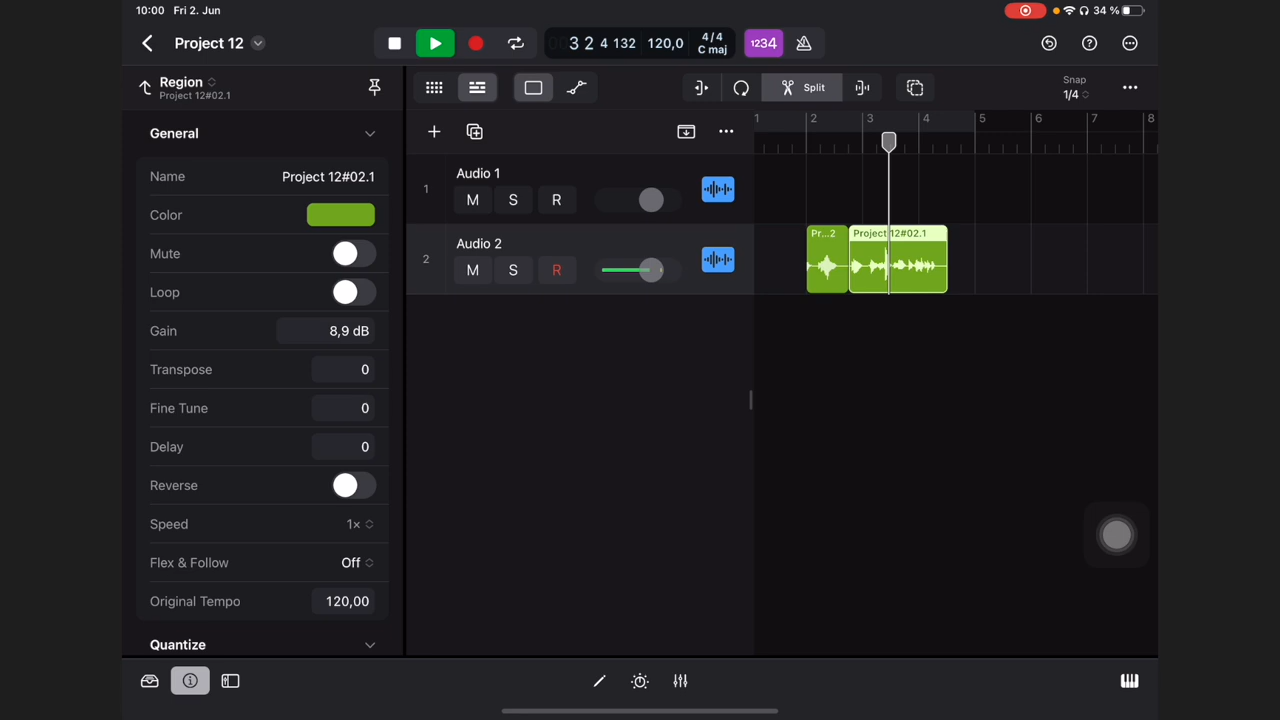 10:00 Fri 2. Jun
34 %
Project 12
3 2 4 132 120,0 4/4 C maj
1234
Region
Project 12#02.1
Split
Snap
1/4
General
1 2 3 4 5 6 7 8
Name Project 12#02.1
Color
Mute
Loop
Gain 8,9 dB
Transpose 0
Fine Tune 0
Delay 0
Reverse
Speed 1×
Flex & Follow Off
Original Tempo 120,00
Quantize
1 Audio 1
M S R
2 Audio 2
M S R
Pr...2 Project 12#02.1